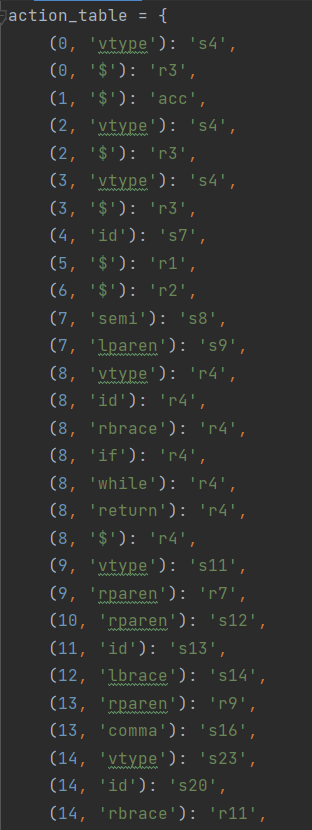 action_table = {
(0, 'vtype'): 's4',
(0, '$'): 'r3',
(1, '$'): 'acc',
(2, 'vtype'): 's4',
(2, '$'): 'r3',
(3, 'vtype'): 's4',
(3, '$'): 'r3',
(4, 'id'): 's7',
(5, '$'): 'r1',
(6, '$'): 'r2',
(7, 'semi'): 's8',
(7, 'lparen'): 's9',
(8, 'vtype'): 'r4',
(8, 'id'): 'r4',
(8, 'rbrace'): 'r4',
(8, 'if'): 'r4',
(8, 'while'): 'r4',
(8, 'return'): 'r4',
(8, '$'): 'r4',
(9, 'vtype'): 's11',
(9, 'rparen'): 'r7',
(10, 'rparen'): 's12',
(11, 'id'): 's13',
(12, 'lbrace'): 's14',
(13, 'rparen'): 'r9',
(13, 'comma'): 's16',
(14, 'vtype'): 's23',
(14, 'id'): 's20',
(14, 'rbrace'): 'r11',